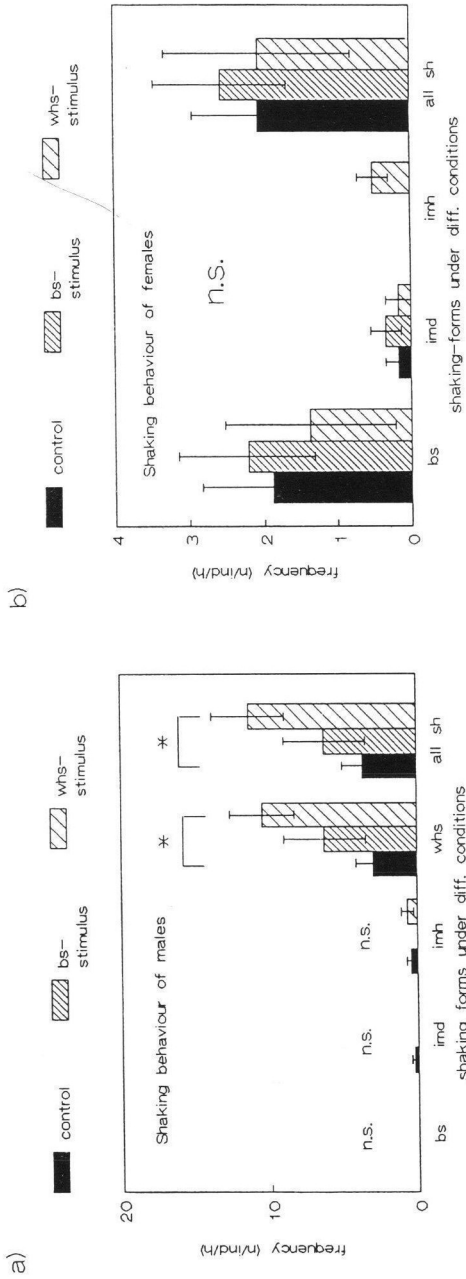 a)
control
bs-
stimulus
whs-
stimulus
Shaking behaviour of males
20
10
0
frequency (n/ind/h)
n.s.
n.s.
n.s.
*
*
bs
imd
imh
whs
all sh
shaking forms under diff. conditions
b)
control
bs-
stimulus
whs-
stimulus
Shaking behaviour of females
n.s.
4
3
2
1
0
frequency (n/ind/h)
bs
imd
imh
all sh
shaking-forms under diff. conditions